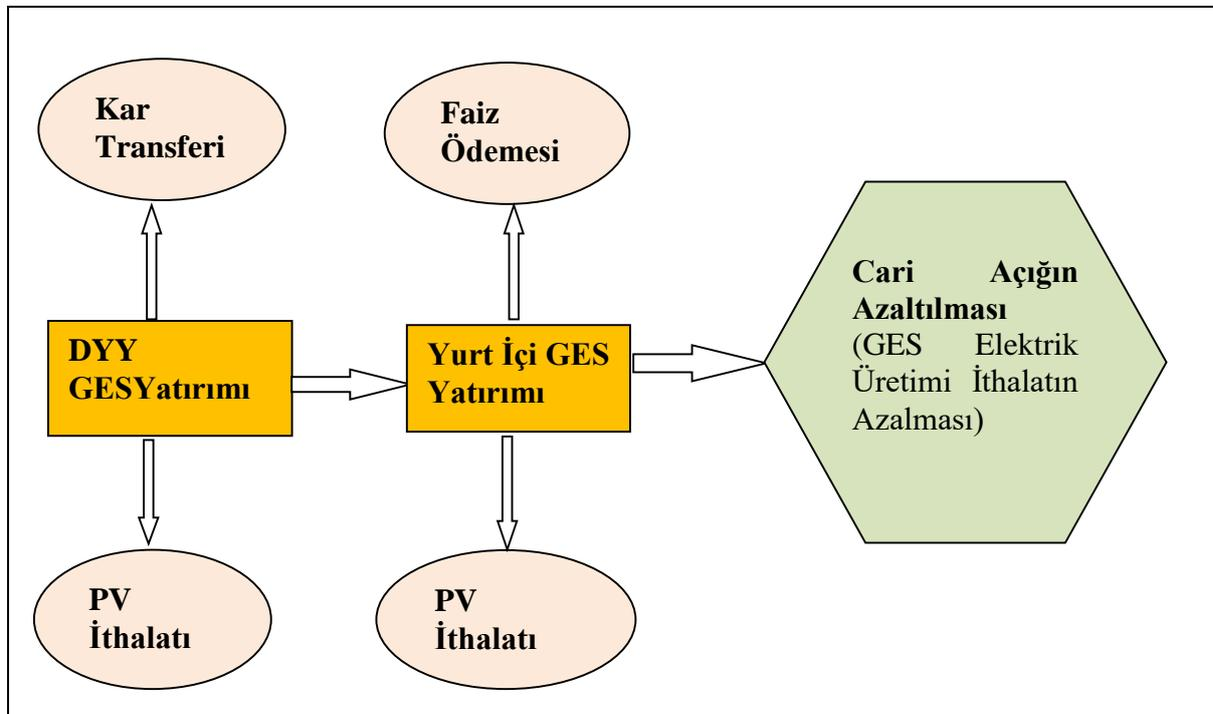 Kar
Transferi
Faiz
Ödemesi
DYY
GESYatırımı
Yurt İçi GES
Yatırımı
Cari Açığın
Azaltılması
(GES Elektrik
Üretimi İthalatın
Azalması)
PV
İthalatı
PV
İthalatı